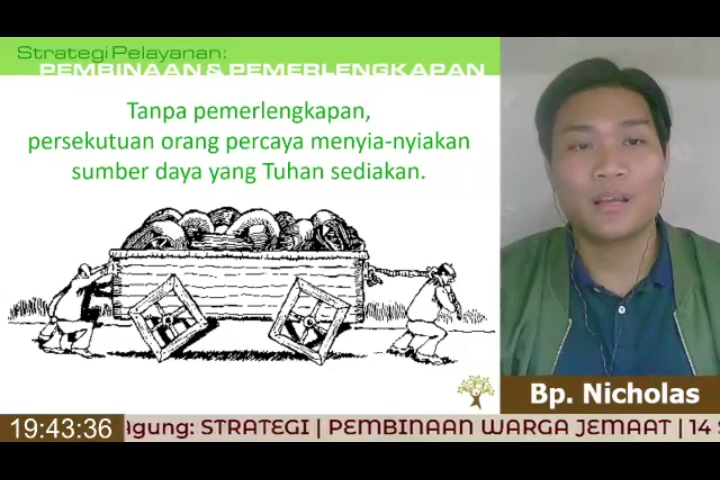 Strategi Pelayanan:
PEMBINAAN & PEMERLENGKAPAN
Tanpa pemerlengkapan,
persekutuan orang percaya menyia-nyiakan
sumber daya yang Tuhan sediakan.
Bp. Nicholas
19:43:36
gung: STRATEGI | PEMBINAAN WARGA JEMAAT | 14